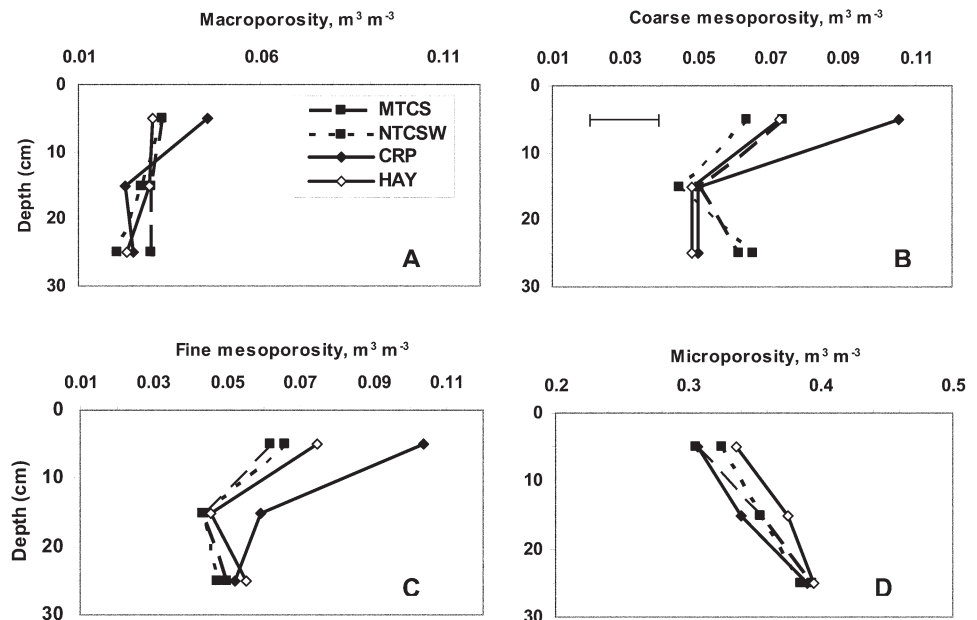 Macroporosity, m³ m⁻³
0.01 0.06 0.11
0
10
20
30
Depth (cm)
MTCS
NTCSW
CRP
HAY
A
Coarse mesoporosity, m³ m⁻³
0.01 0.03 0.05 0.07 0.09 0.11
0
10
20
30
B
Fine mesoporosity, m³ m⁻³
0.01 0.03 0.05 0.07 0.09 0.11
0
10
20
30
Depth (cm)
C
Microporosity, m³ m⁻³
0.2 0.3 0.4 0.5
0
10
20
30
D